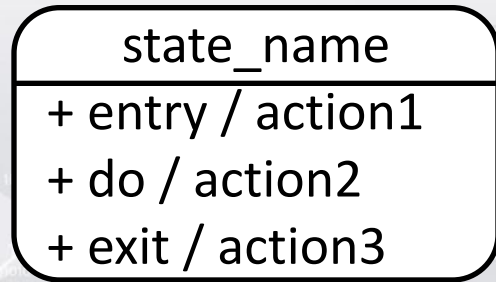 state_name
+ entry / action1
+ do / action2
+ exit / action3